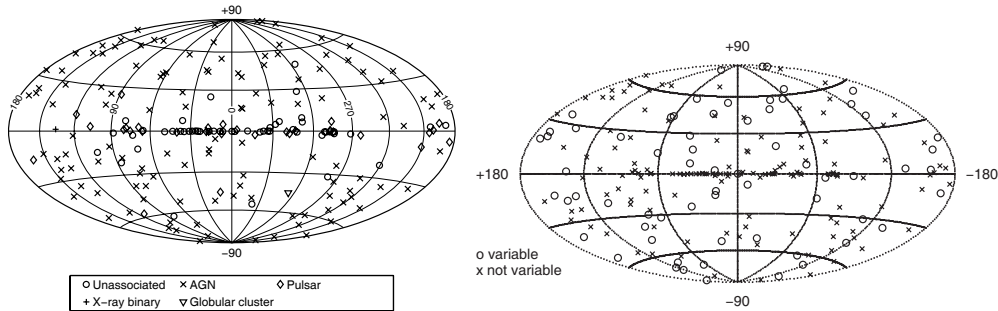 +90
180
90
0
270
180
−90
○ Unassociated × AGN ◇ Pulsar
+ X−ray binary ▽ Globular cluster
+90
+180
−180
o variable
x not variable
−90